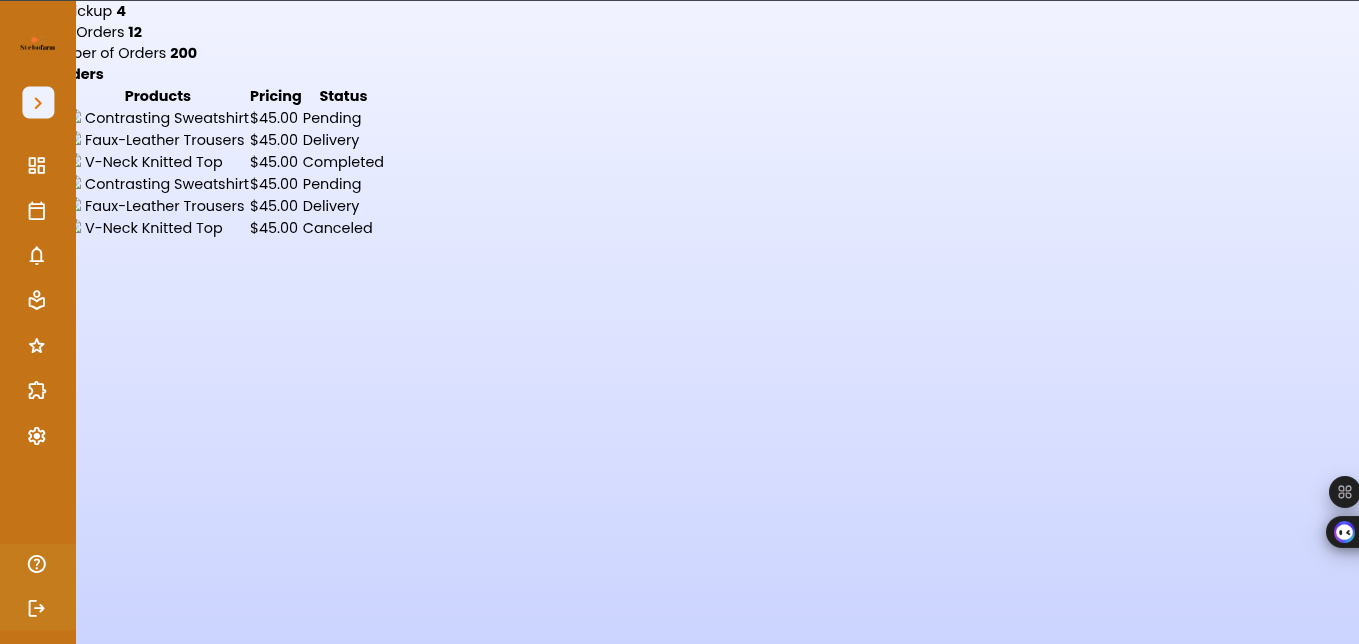 Stebofarm
ckup 4
Orders 12
ber of Orders 200
ders
Products Pricing Status
Contrasting Sweatshirt $45.00 Pending
Faux-Leather Trousers $45.00 Delivery
V-Neck Knitted Top $45.00 Completed
Contrasting Sweatshirt $45.00 Pending
Faux-Leather Trousers $45.00 Delivery
V-Neck Knitted Top $45.00 Canceled